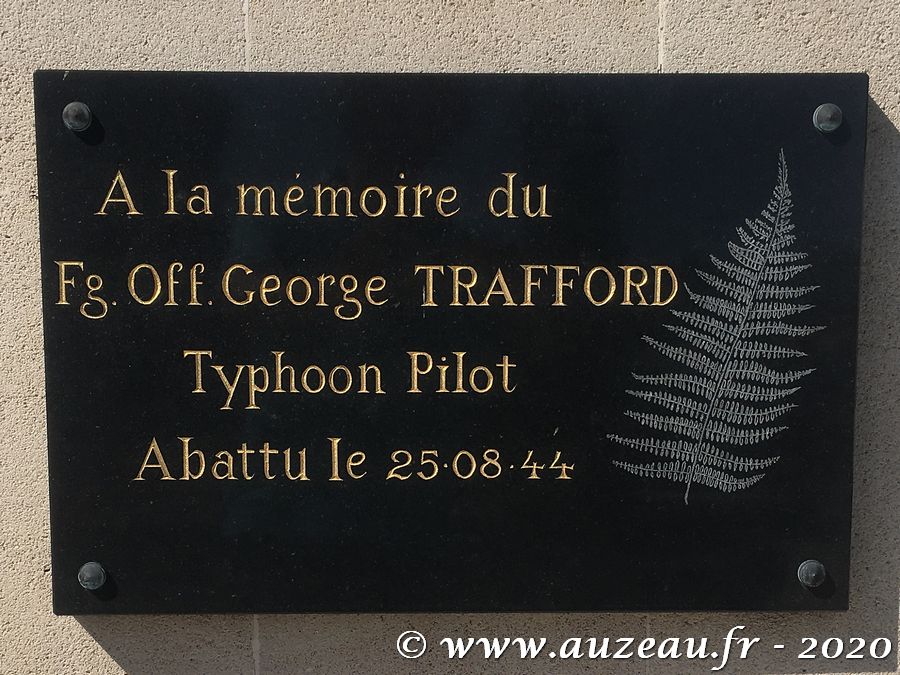 A la mémoire du
Fg. Off. George TRAFFORD
Typhoon Pilot
Abattu le 25·08·44
© www.auzeau.fr - 2020